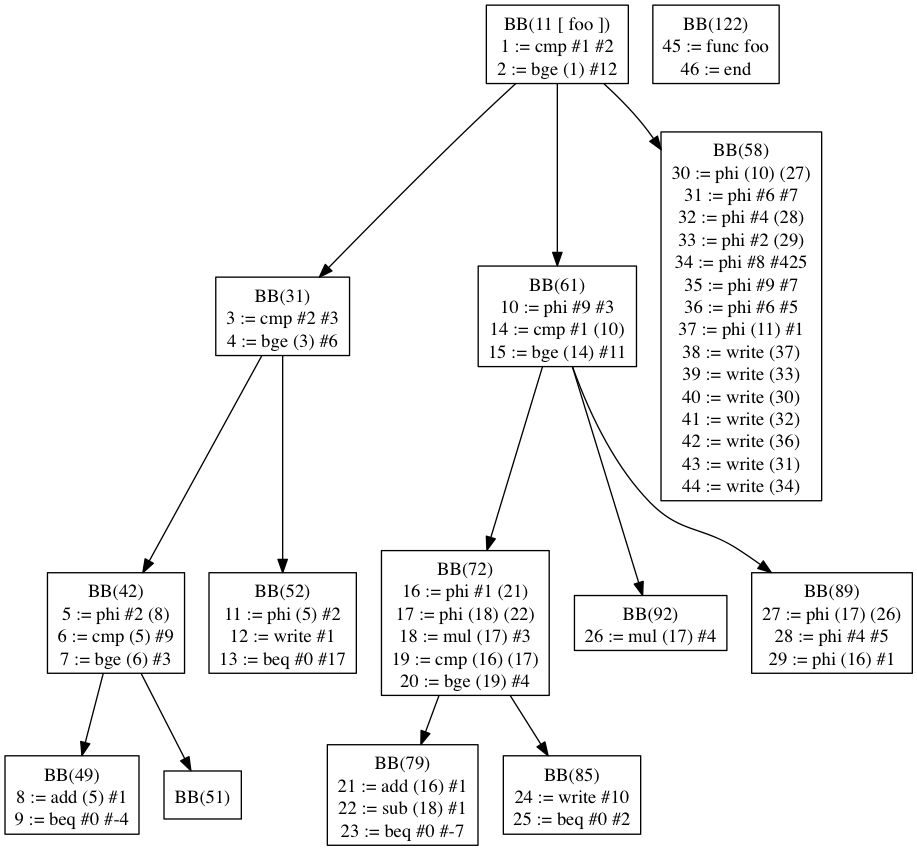 BB(11 [ foo ])
1 := cmp #1 #2
2 := bge (1) #12
BB(122)
45 := func foo
46 := end
BB(58)
30 := phi (10) (27)
31 := phi #6 #7
32 := phi #4 (28)
33 := phi #2 (29)
34 := phi #8 #425
35 := phi #9 #7
36 := phi #6 #5
37 := phi (11) #1
38 := write (37)
39 := write (33)
40 := write (30)
41 := write (32)
42 := write (36)
43 := write (31)
44 := write (34)
BB(31)
3 := cmp #2 #3
4 := bge (3) #6
BB(61)
10 := phi #9 #3
14 := cmp #1 (10)
15 := bge (14) #11
BB(42)
5 := phi #2 (8)
6 := cmp (5) #9
7 := bge (6) #3
BB(52)
11 := phi (5) #2
12 := write #1
13 := beq #0 #17
BB(72)
16 := phi #1 (21)
17 := phi (18) (22)
18 := mul (17) #3
19 := cmp (16) (17)
20 := bge (19) #4
BB(92)
26 := mul (17) #4
BB(89)
27 := phi (17) (26)
28 := phi #4 #5
29 := phi (16) #1
BB(49)
8 := add (5) #1
9 := beq #0 #-4
BB(51)
BB(79)
21 := add (16) #1
22 := sub (18) #1
23 := beq #0 #-7
BB(85)
24 := write #10
25 := beq #0 #2